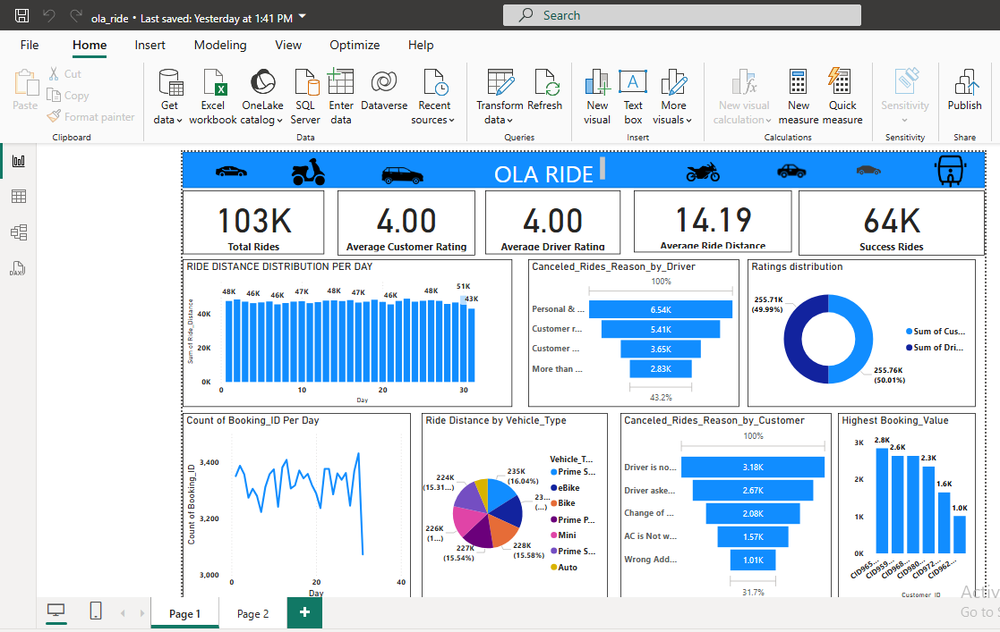 ola_ride • Last saved: Yesterday at 1:41 PM
Search
File Home Insert Modeling View Optimize Help
Paste
Cut
Copy
Format painter
Clipboard
Get data
Excel workbook
OneLake catalog
SQL Server
Enter data
Dataverse
Recent sources
Data
Transform data
Refresh
Queries
New visual
Text box
More visuals
Insert
New visual calculation
New measure
Quick measure
Calculations
Sensitivity
Sensitivity
Publish
Share
OLA RIDE
103K
Total Rides
4.00
Average Customer Rating
4.00
Average Driver Rating
14.19
Average Ride Distance
64K
Success Rides
RIDE DISTANCE DISTRIBUTION PER DAY
Sum of Ride_Distance
40K
20K
0K
48K 46K 46K 47K 48K 47K 46K 48K 51K 43K
0 10 20 30
Day
Canceled_Rides_Reason_by_Driver
100%
Personal & ... 6.54K
Customer r... 5.41K
Customer ... 3.65K
More than ... 2.83K
43.2%
Ratings distribution
255.71K
(49.99%)
255.76K
(50.01%)
Sum of Cus...
Sum of Dri...
Count of Booking_ID Per Day
Count of Booking_ID
3,400
3,200
3,000
0 20 40
Day
Ride Distance by Vehicle_Type
235K
(16.04%)
23...
(...)
228K
(15.58%)
227K
(15.54%)
226K
(1...)
224K
(15.31...)
Vehicle_T...
Prime S...
eBike
Bike
Prime P...
Mini
Prime S...
Auto
Canceled_Rides_Reason_by_Customer
100%
Driver is no... 3.18K
Driver aske... 2.67K
Change of ... 2.08K
AC is Not w... 1.57K
Wrong Add... 1.01K
31.7%
Highest Booking_Value
3K
2K
1K
0K
2.8K 2.6K 2.3K 1.6K 1.0K
CID965... CID959... CID968... CID980... CID972... CID962...
Customer_ID
Activ
Go to S
Page 1
Page 2